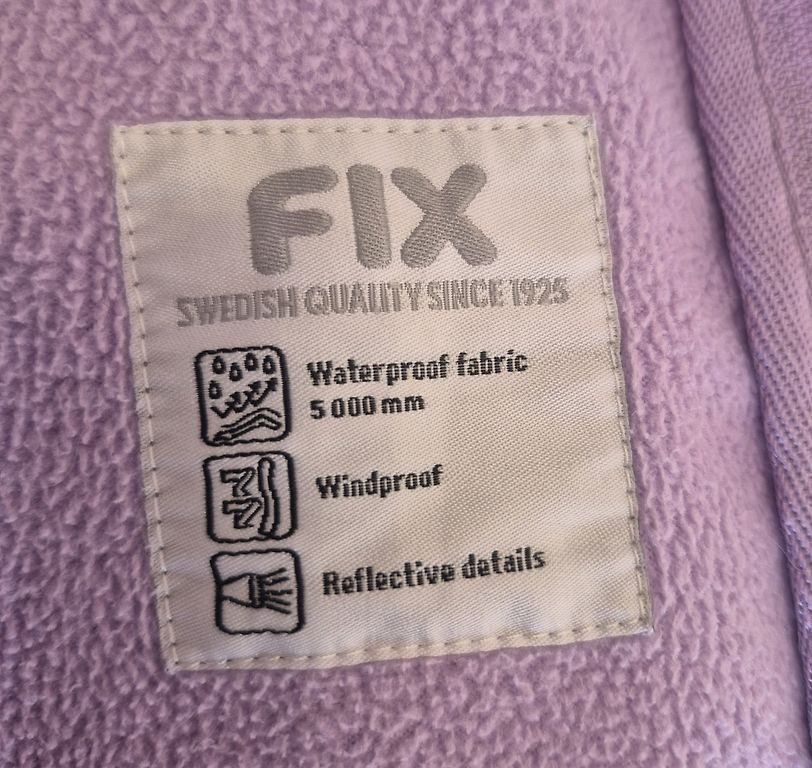 FIX
SWEDISH QUALITY SINCE 1925
Waterproof fabric
5 000 mm
Windproof
Reflective details